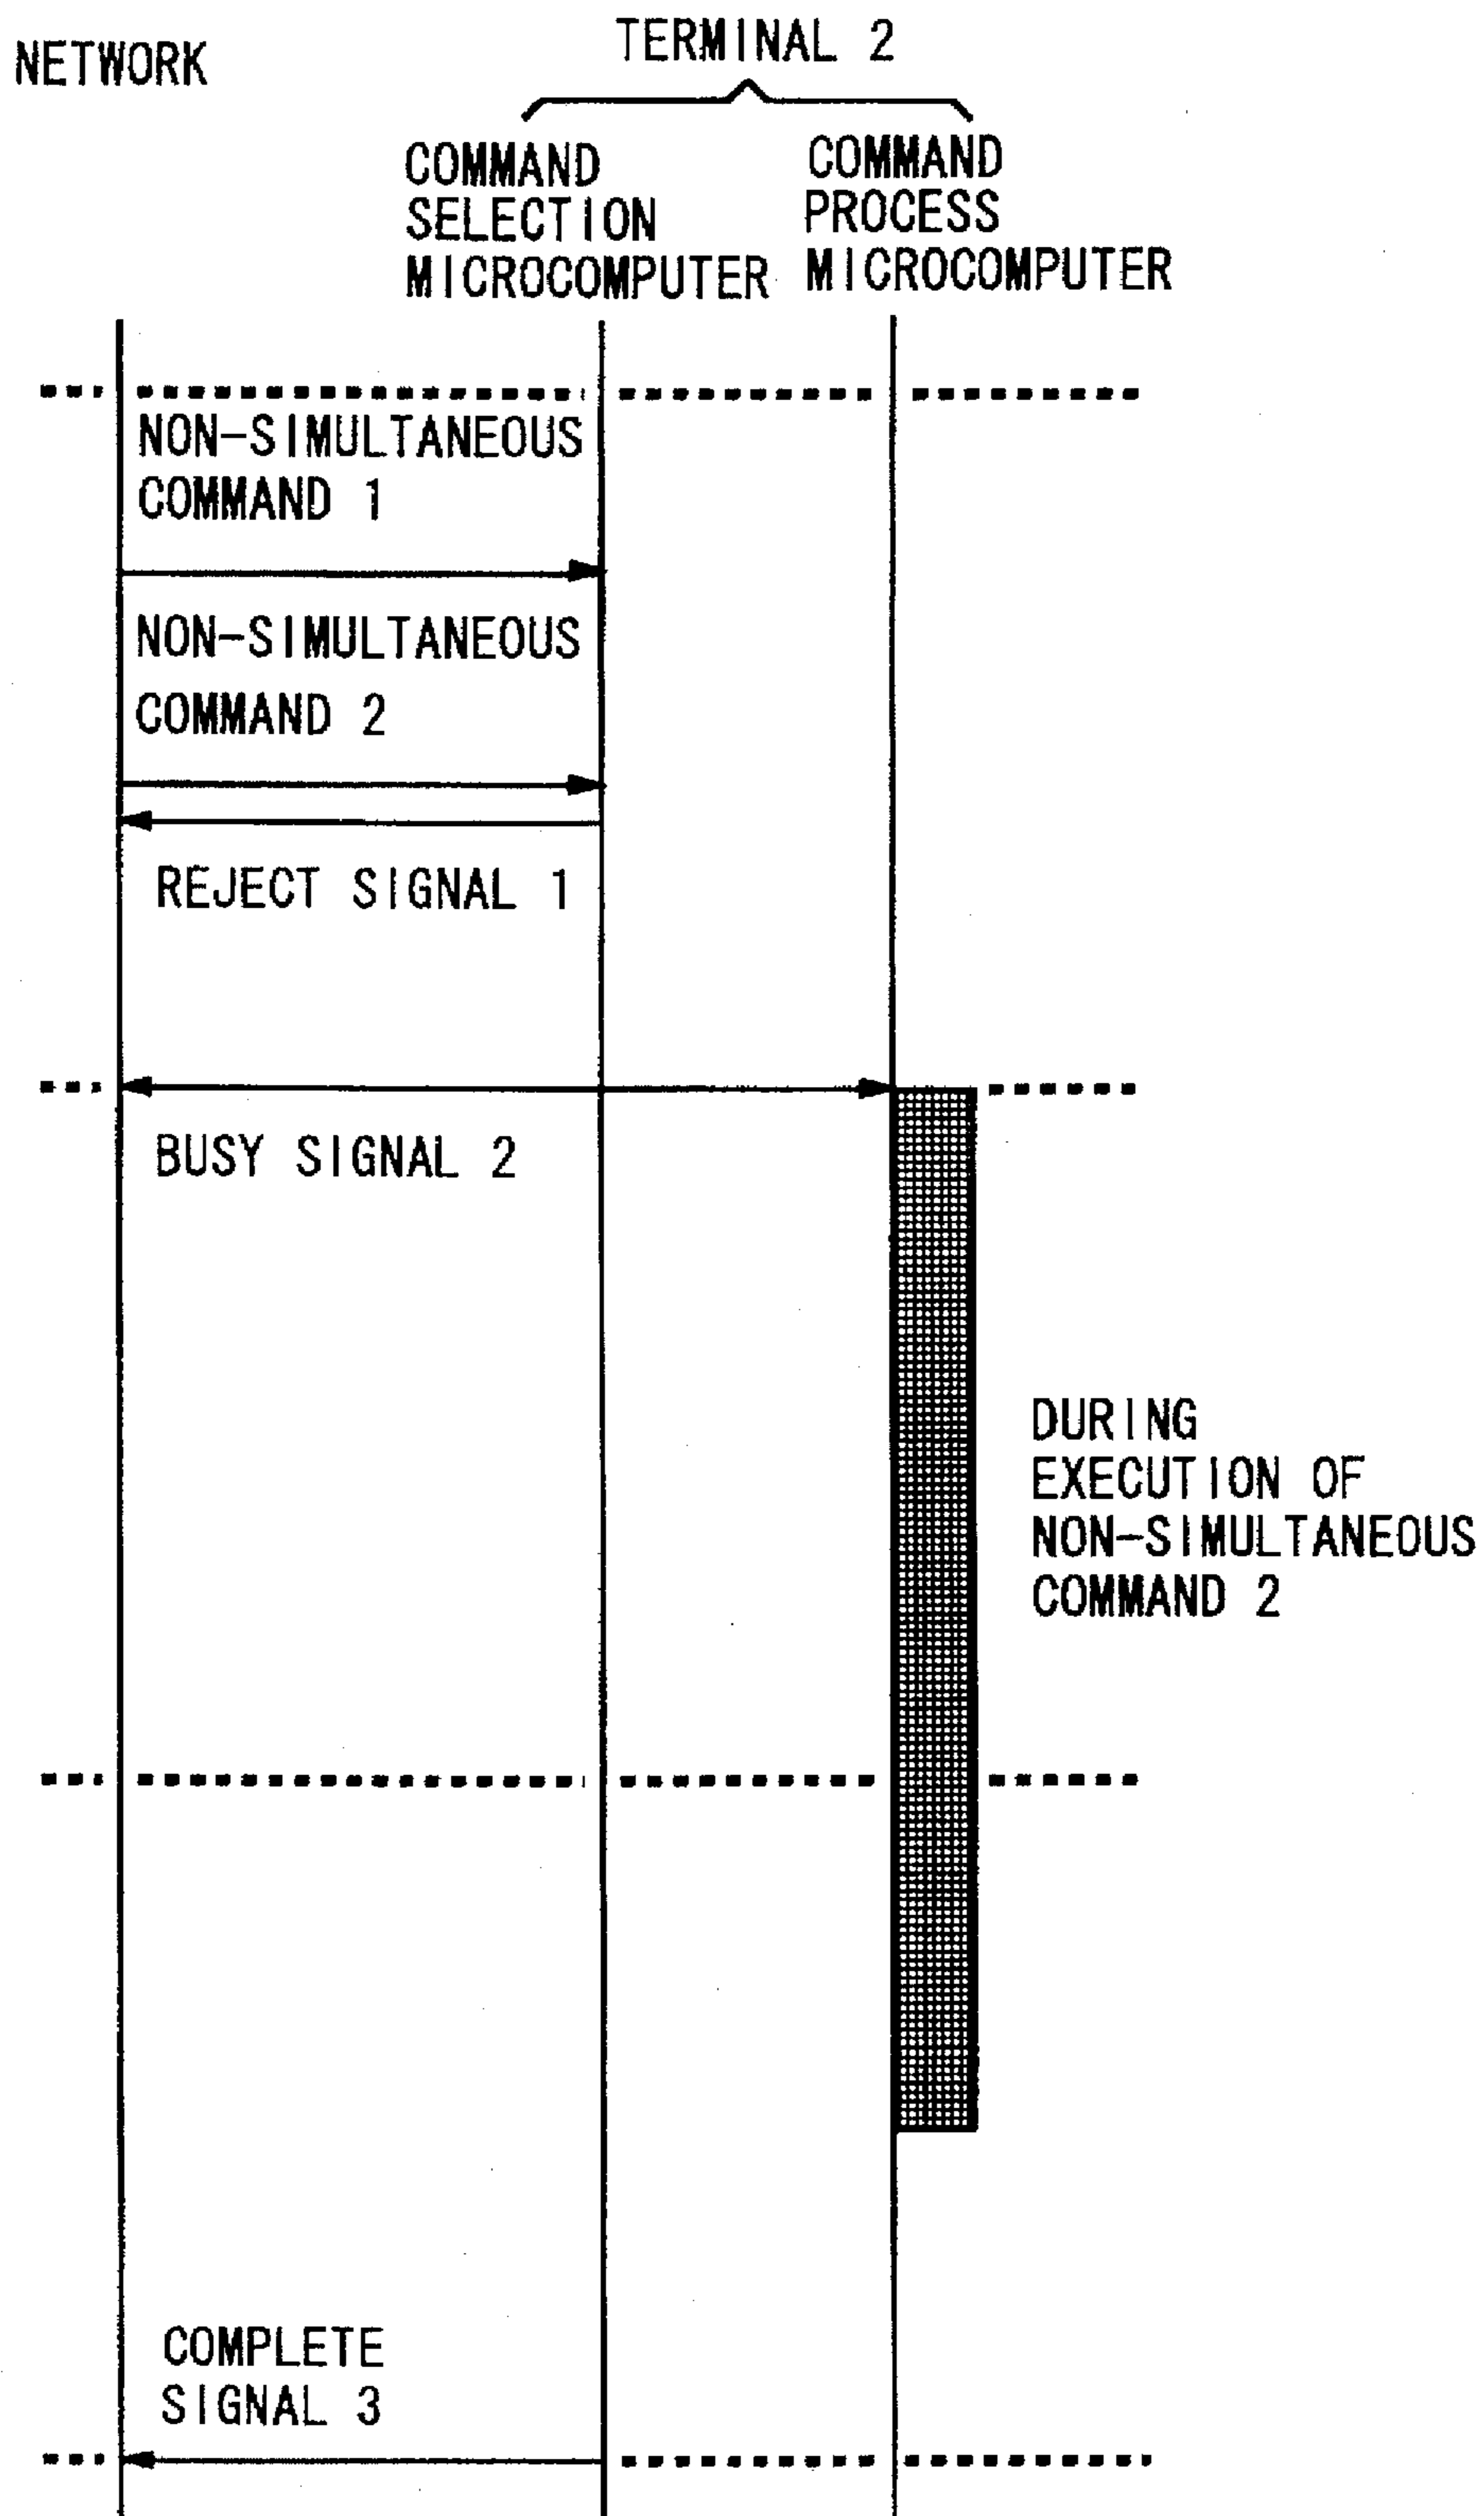 NETWORK
TERMINAL 2
COMMAND
SELECTION
MICROCOMPUTER
COMMAND
PROCESS
MICROCOMPUTER
NON-SIMULTANEOUS
COMMAND 1
NON-SIMULTANEOUS
COMMAND 2
REJECT SIGNAL 1
BUSY SIGNAL 2
DURING
EXECUTION OF
NON-SIMULTANEOUS
COMMAND 2
COMPLETE
SIGNAL 3